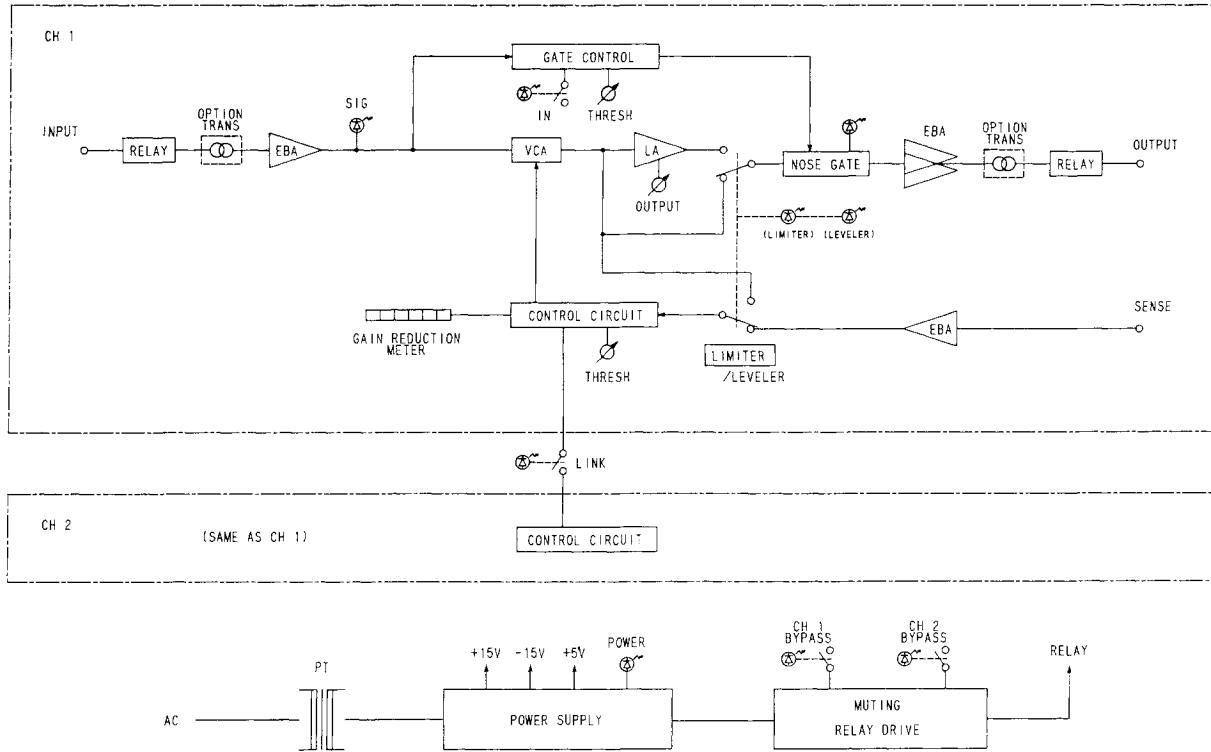 CH 1
GATE CONTROL
SIG
OPTION
TRANS
IN
THRESH
EBA
OPTION
TRANS
INPUT
OUTPUT
RELAY
EBA
VCA
LA
NOSE GATE
RELAY
OUTPUT
(LIMITER) (LEVELER)
CONTROL CIRCUIT
SENSE
EBA
GAIN REDUCTION
METER
THRESH
LIMITER
/LEVELER
LINK
CH 2
(SAME AS CH 1)
CONTROL CIRCUIT
CH 1
BYPASS
CH 2
BYPASS
+15V
-15V
+5V
POWER
RELAY
PT
AC
POWER SUPPLY
MUTING
RELAY DRIVE